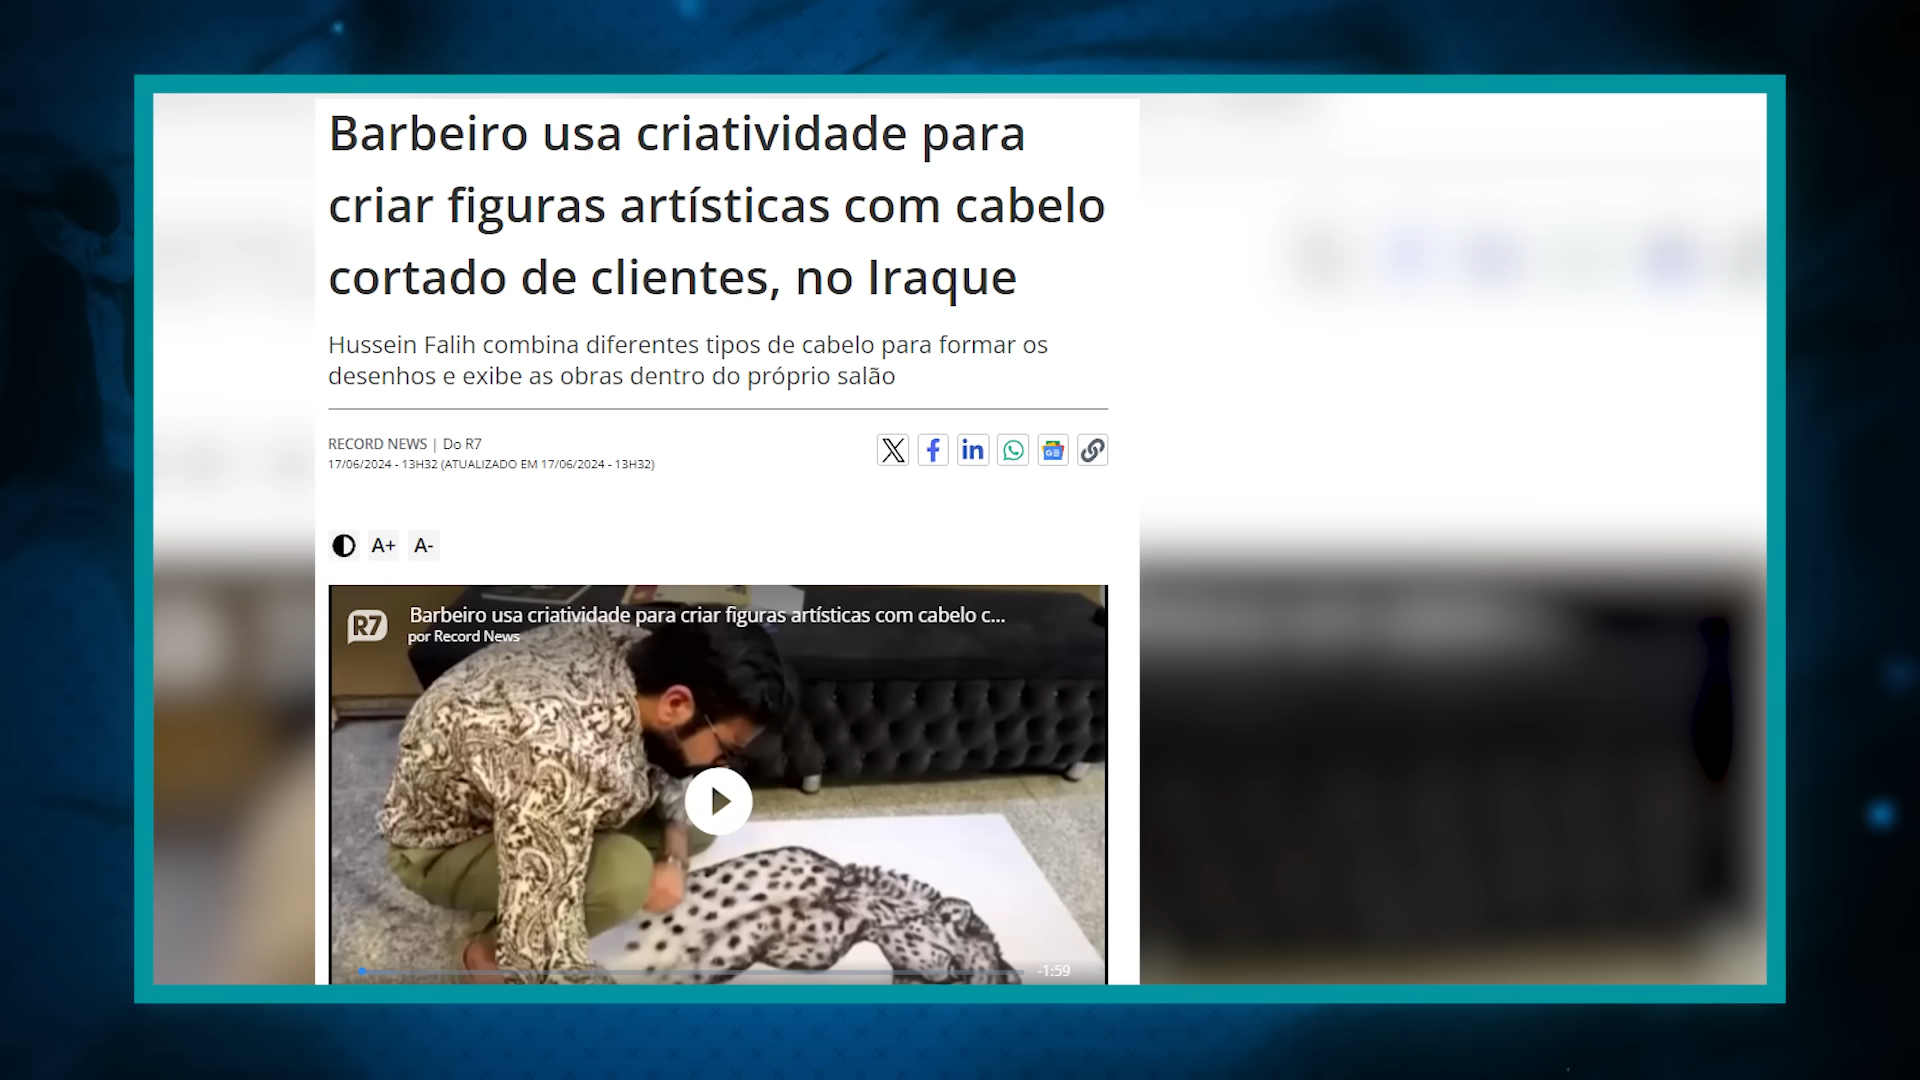 Barbeiro usa criatividade para
criar figuras artísticas com cabelo
cortado de clientes, no Iraque
Hussein Falih combina diferentes tipos de cabelo para formar os
desenhos e exibe as obras dentro do próprio salão
RECORD NEWS | Do R7
17/06/2024 - 13H32 (ATUALIZADO EM 17/06/2024 - 13H32)
A+ A-
R7
Barbeiro usa criatividade para criar figuras artísticas com cabelo c...
por Record News
-1:59